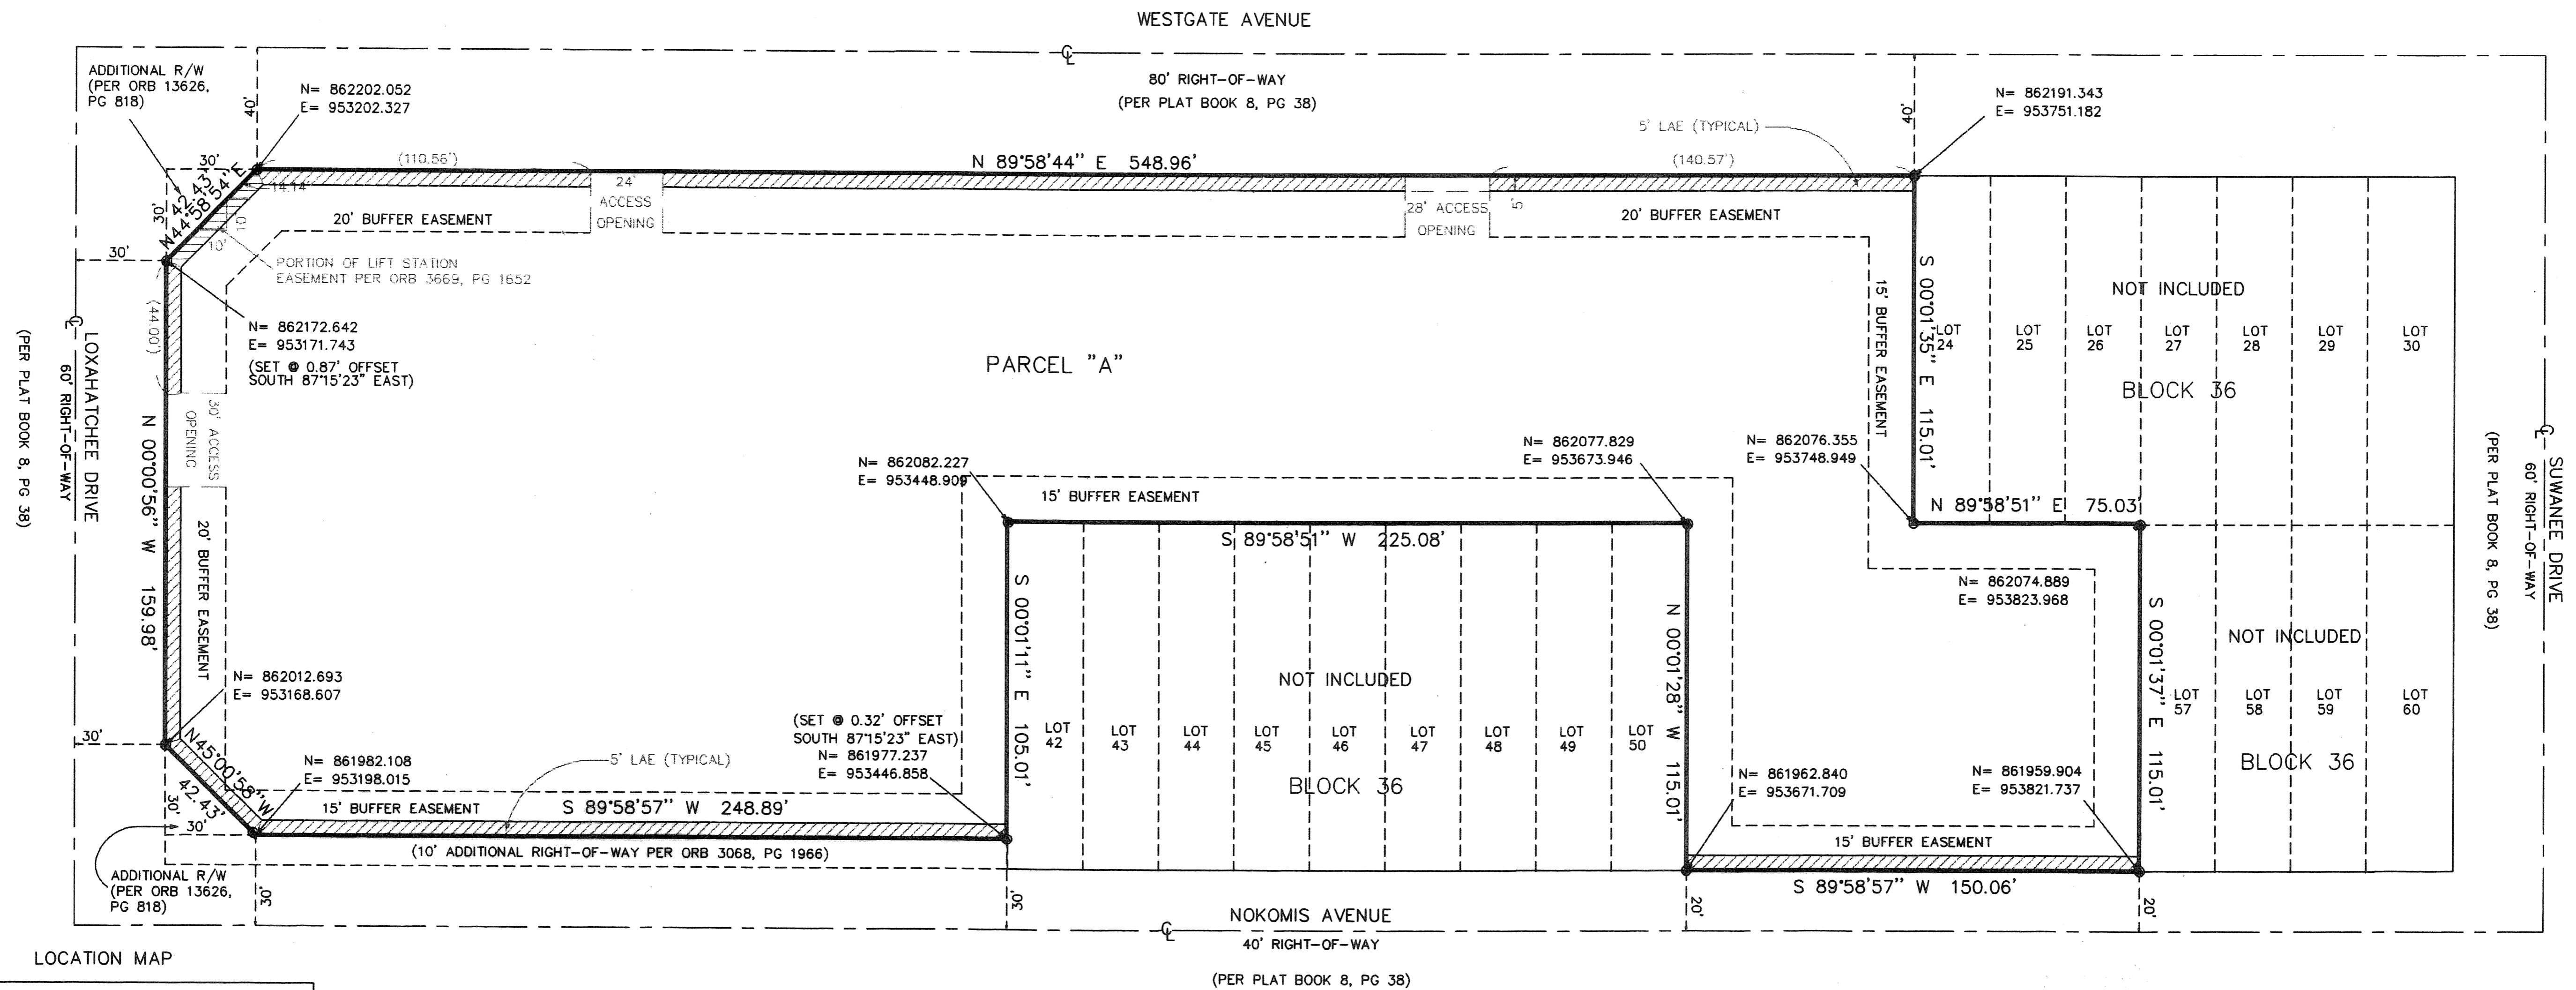 WESTGATE AVENUE
ADDITIONAL R/W
(PER ORB 13626,
PG 818)
40'
N= 862202.052
E= 953202.327
80' RIGHT-OF-WAY
(PER PLAT BOOK 8, PG 38)
40'
N= 862191.343
E= 953751.182
5' LAE (TYPICAL)
30'
(110.56')
N 89°58'44" E 548.96'
(140.57')
30'
N44°58'54" E
42.43'
14.14'
10'
10'
20' BUFFER EASEMENT
24'
ACCESS
OPENING
28' ACCESS
OPENING
5'
20' BUFFER EASEMENT
30'
PORTION OF LIFT STATION
EASEMENT PER ORB 3669, PG 1652
(44.00')
N= 862172.642
E= 953171.743
(SET @ 0.87' OFFSET
SOUTH 87°15'23" EAST)
PARCEL "A"
15' BUFFER EASEMENT
S 00°01'35" E 115.01'
NOT INCLUDED
LOT
24
LOT
25
LOT
26
LOT
27
LOT
28
LOT
29
LOT
30
BLOCK 36
C
L
LOXAHATCHEE DRIVE
60' RIGHT-OF-WAY
(PER PLAT BOOK 8, PG 38)
C
L
SUWANEE DRIVE
60' RIGHT-OF-WAY
(PER PLAT BOOK 8, PG 38)
30' ACCESS
OPENING
N 00°00'56" W 159.98'
20' BUFFER EASEMENT
N= 862082.227
E= 953448.909
N= 862077.829
E= 953673.946
N= 862076.355
E= 953748.949
15' BUFFER EASEMENT
N 89°58'51" E 75.03'
S 89°58'51" W 225.08'
N= 862074.889
E= 953823.968
S 00°01'11" E 105.01'
N 00°01'28" W 115.01'
S 00°01'37" E 115.01'
NOT INCLUDED
NOT INCLUDED
N= 862012.693
E= 953168.607
LOT
57
LOT
58
LOT
59
LOT
60
BLOCK 36
(SET @ 0.32' OFFSET
SOUTH 87°15'23" EAST)
N= 861977.237
E= 953446.858
LOT
42
LOT
43
LOT
44
LOT
45
LOT
46
LOT
47
LOT
48
LOT
49
LOT
50
BLOCK 36
30'
N45°00'58" W
42.43'
30'
30'
N= 861982.108
E= 953198.015
5' LAE (TYPICAL)
N= 861962.840
E= 953671.709
N= 861959.904
E= 953821.737
15' BUFFER EASEMENT
S 89°58'57" W 248.89'
(10' ADDITIONAL RIGHT-OF-WAY PER ORB 3068, PG 1966)
15' BUFFER EASEMENT
S 89°58'57" W 150.06'
ADDITIONAL R/W
(PER ORB 13626,
PG 818)
30'
30'
20'
20'
NOKOMIS AVENUE
C
L
40' RIGHT-OF-WAY
(PER PLAT BOOK 8, PG 38)
C
L
LOCATION MAP